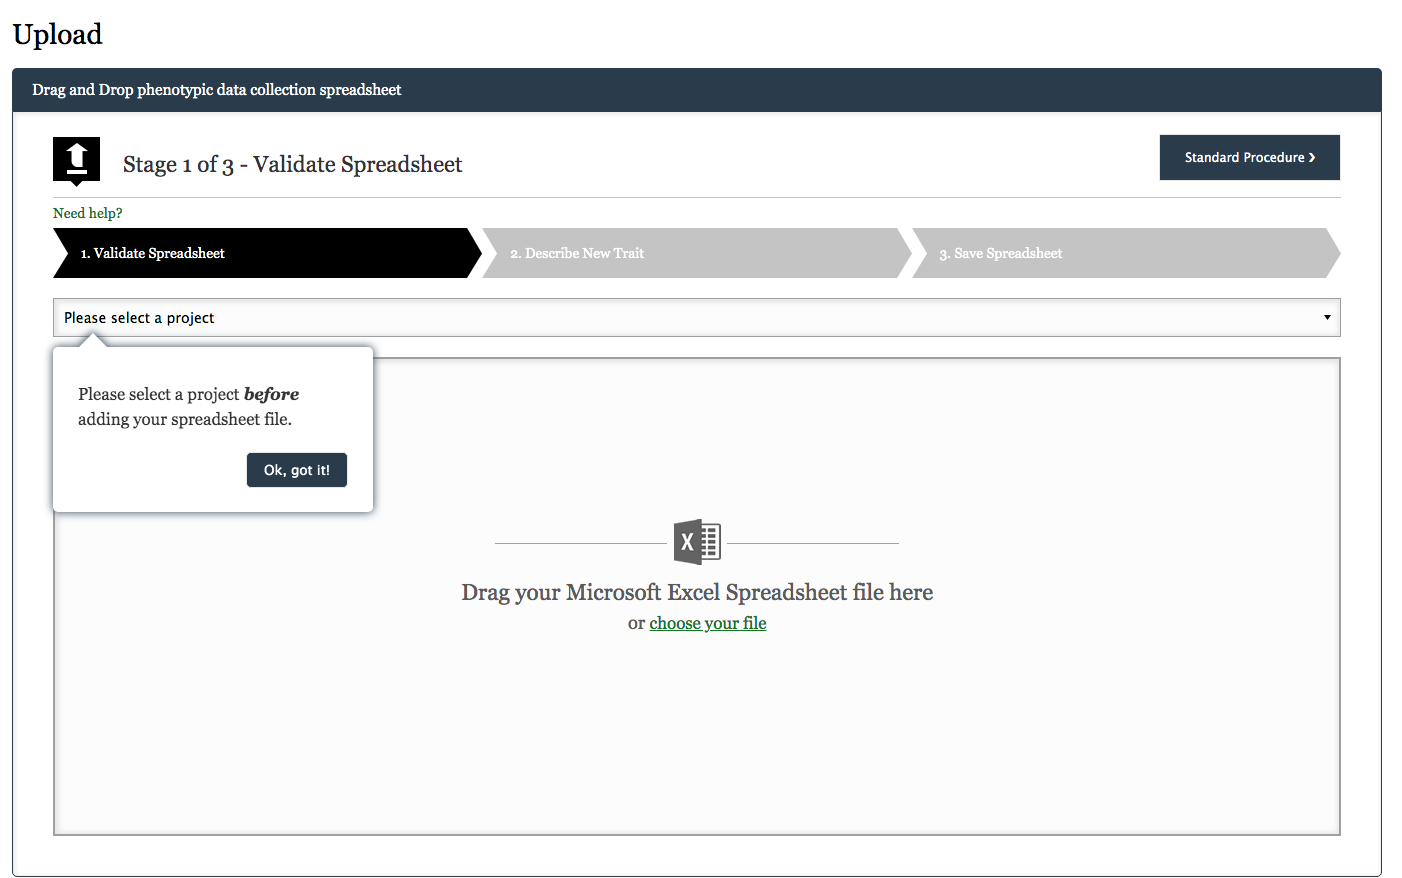 Upload
Drag and Drop phenotypic data collection spreadsheet
Stage 1 of 3 - Validate Spreadsheet
Standard Procedure ›
Need help?
1. Validate Spreadsheet
2. Describe New Trait
3. Save Spreadsheet
Please select a project
Please select a project before
adding your spreadsheet file.
Ok, got it!
X
Drag your Microsoft Excel Spreadsheet file here
or choose your file